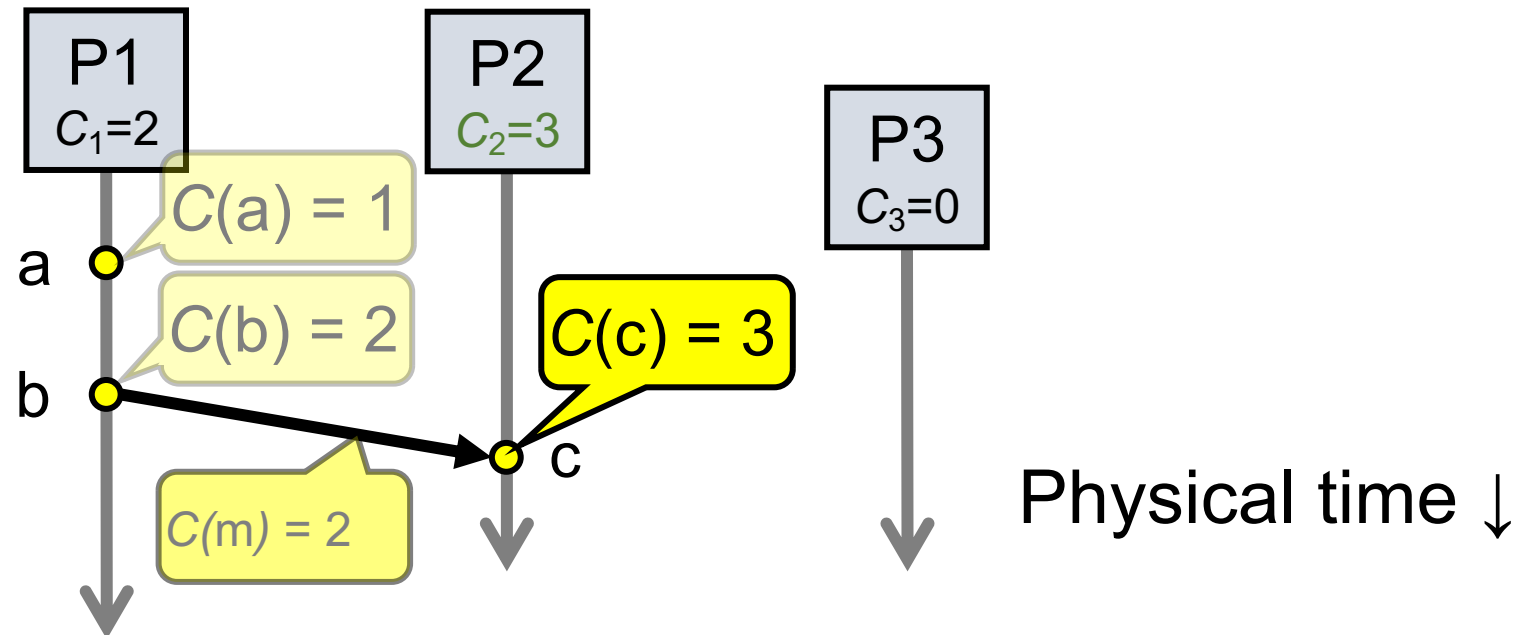 P1
C₁=2
P2
C₂=3
P3
C₃=0
C(a) = 1
a
C(b) = 2
C(c) = 3
b
c
C(m) = 2
Physical time ↓